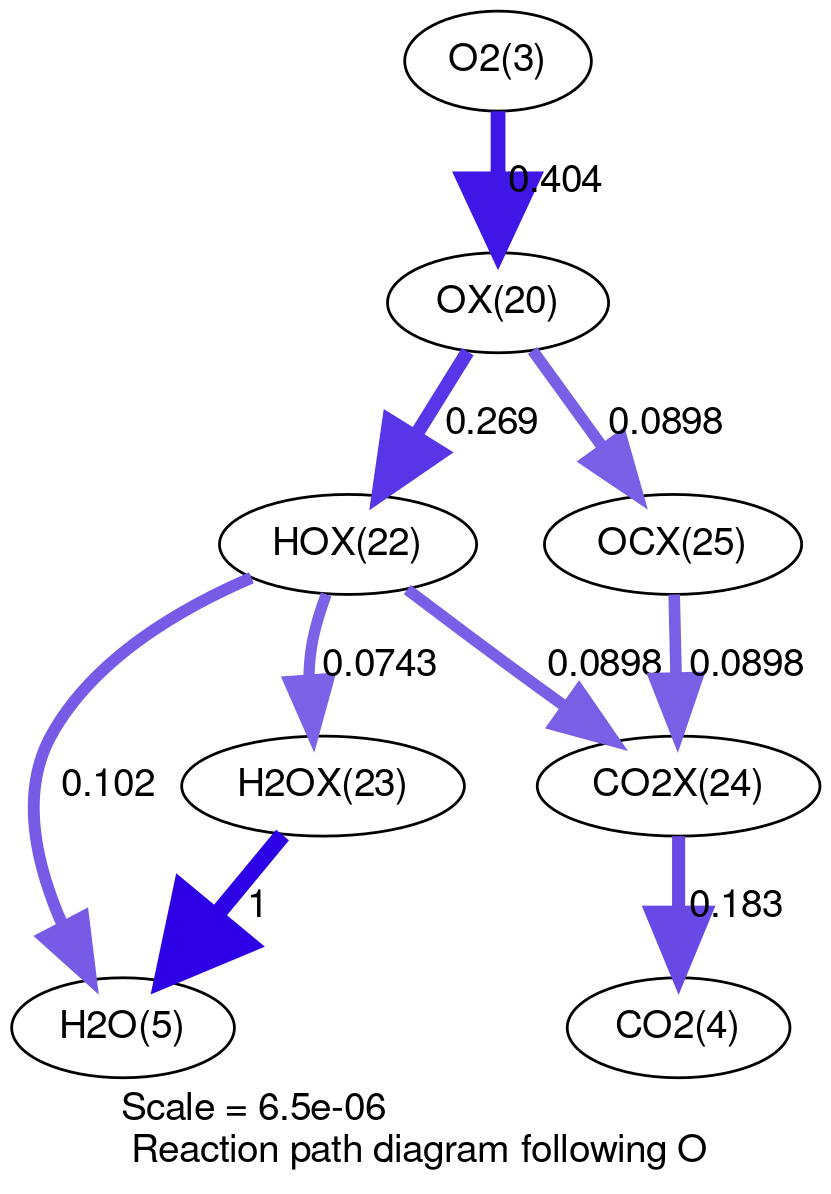 O2(3)
0.404
OX(20)
0.269
0.0898
HOX(22)
OCX(25)
0.0743
0.0898
0.0898
0.102
H2OX(23)
CO2X(24)
1
0.183
H2O(5)
CO2(4)
Scale = 6.5e-06
Reaction path diagram following O